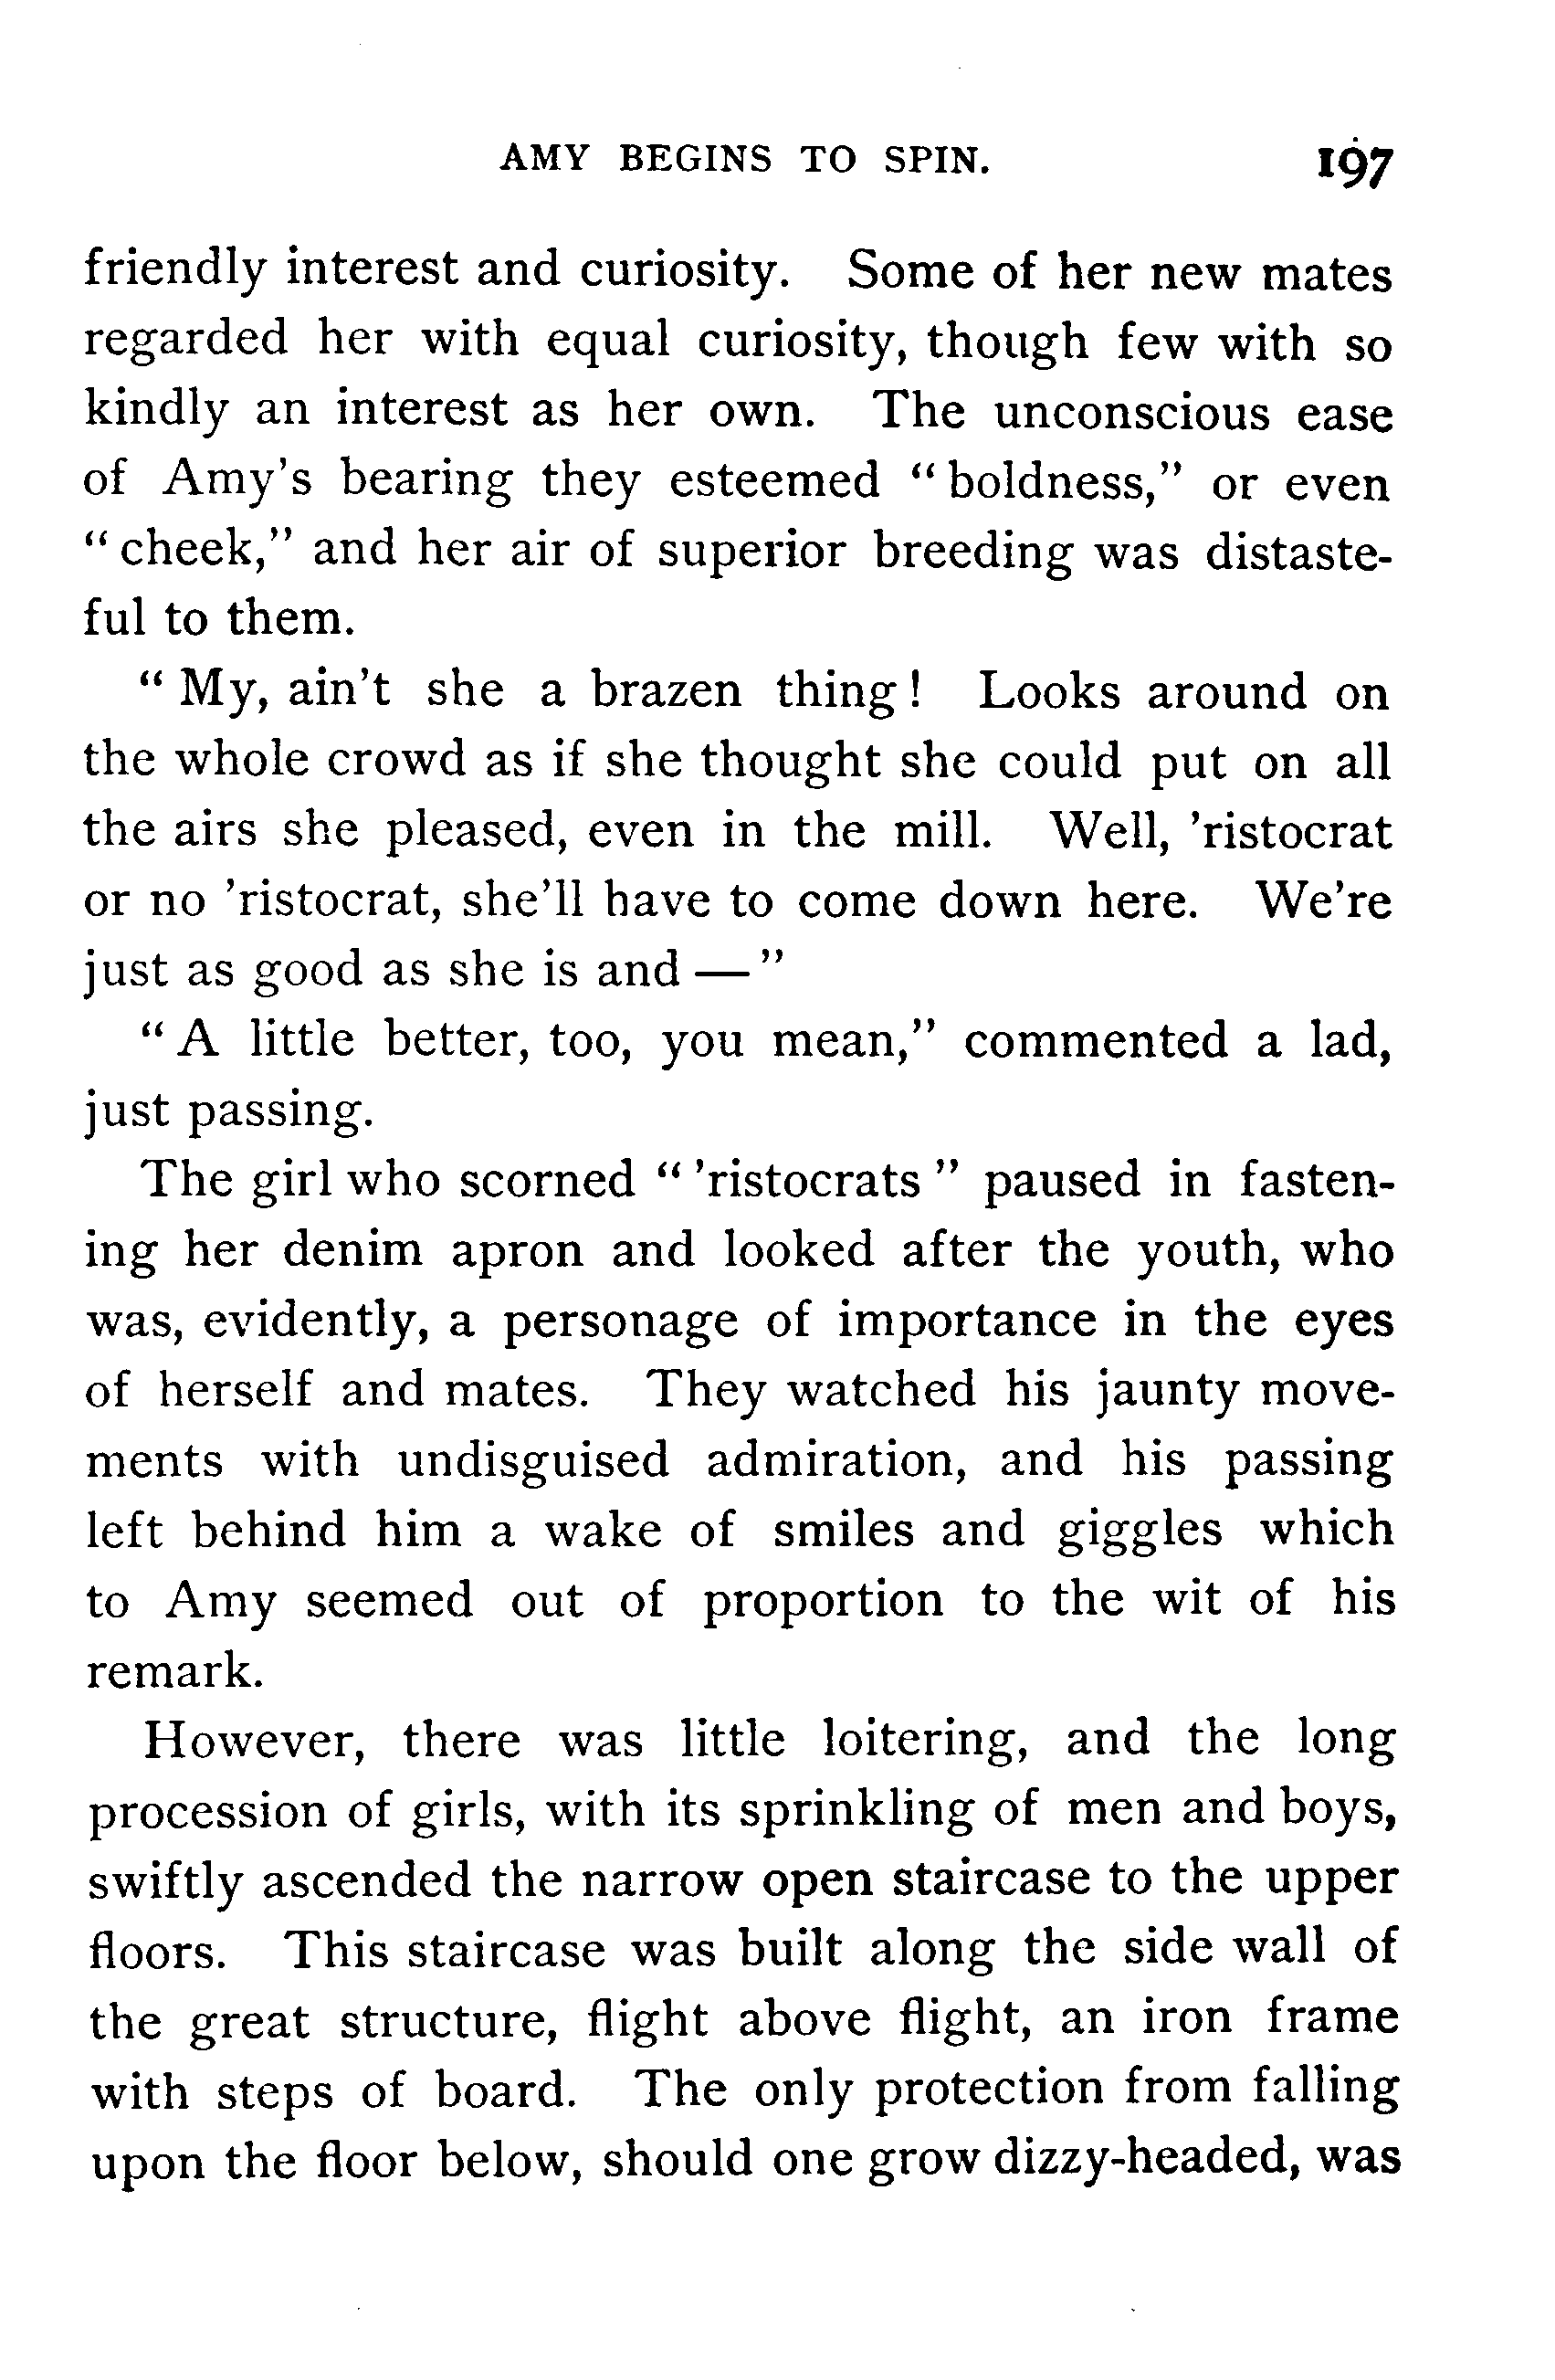 AMY BEGINS TO SPIN. 197
friendly interest and curiosity. Some of her new mates
regarded her with equal curiosity, though few with so
kindly an interest as her own. The unconscious ease
of Amy's bearing they esteemed “boldness,” or even
“cheek,” and her air of superior breeding was distaste-
ful to them.
“My, ain't she a brazen thing! Looks around on
the whole crowd as if she thought she could put on all
the airs she pleased, even in the mill. Well, 'ristocrat
or no 'ristocrat, she'll have to come down here. We're
just as good as she is and—”
“A little better, too, you mean,” commented a lad,
just passing.
The girl who scorned “'ristocrats” paused in fasten-
ing her denim apron and looked after the youth, who
was, evidently, a personage of importance in the eyes
of herself and mates. They watched his jaunty move-
ments with undisguised admiration, and his passing
left behind him a wake of smiles and giggles which
to Amy seemed out of proportion to the wit of his
remark.
However, there was little loitering, and the long
procession of girls, with its sprinkling of men and boys,
swiftly ascended the narrow open staircase to the upper
floors. This staircase was built along the side wall of
the great structure, flight above flight, an iron frame
with steps of board. The only protection from falling
upon the floor below, should one grow dizzy-headed, was